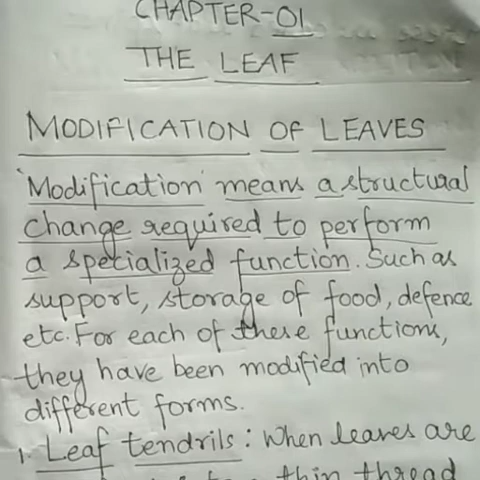 CHAPTER-01
THE LEAF
MODIFICATION OF LEAVES
'Modification' means a structural
change required to perform
a specialized function. Such as
support, storage of food, defence
etc. For each of these functions,
they have been modified into
different forms.
1. Leaf tendrils: When leaves are
thin thread